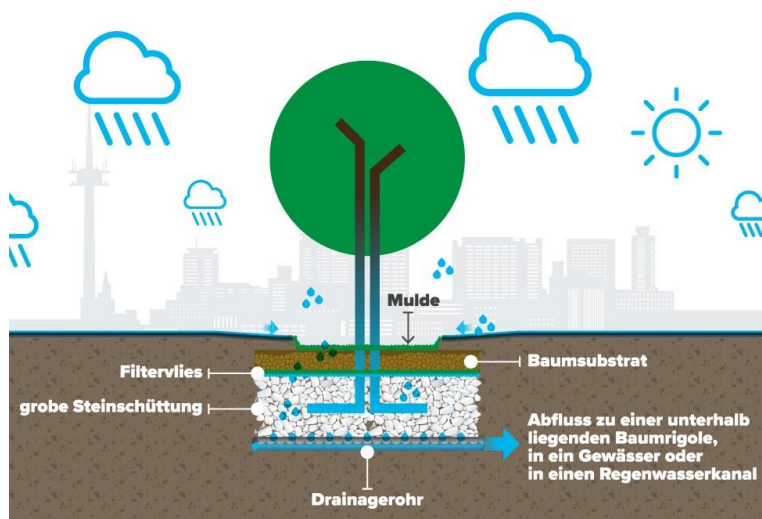 Mulde
Filtervlies
Baumsubstrat
grobe Steinschüttung
Abfluss zu einer unterhalb
liegenden Baumrigole,
in ein Gewässer oder
in einen Regenwasserkanal
Drainagerohr